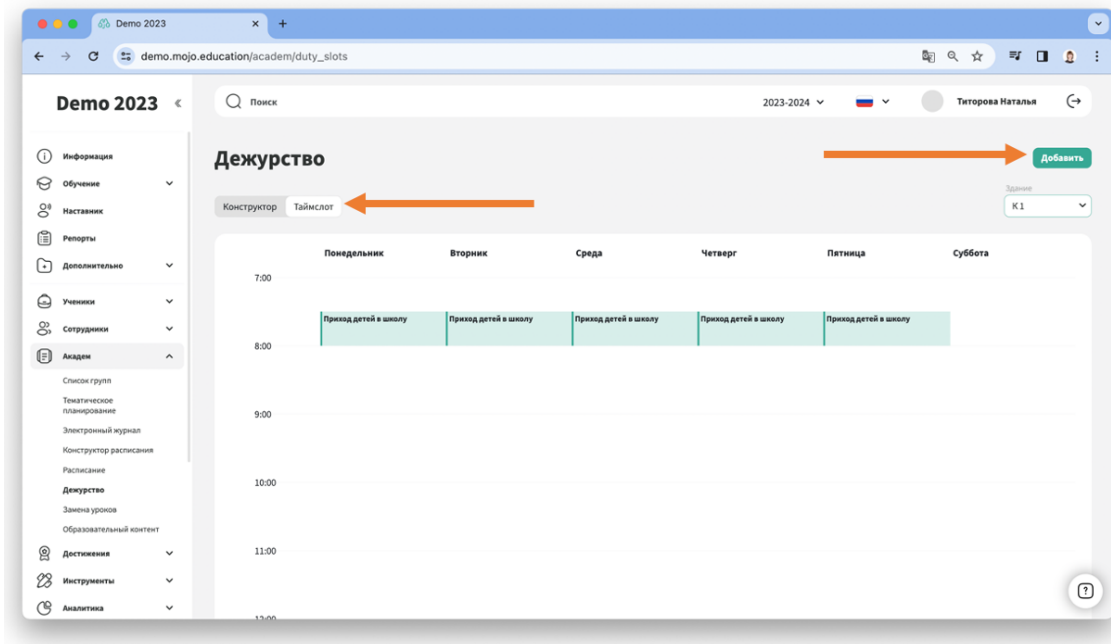 Demo 2023
demo.mojo.education/academ/duty_slots
Demo 2023
Поиск
2023-2024
Титорова Наталья
Информация
Обучение
Наставник
Репорты
Дополнительно
Ученики
Сотрудники
Академ
Список групп
Тематическое
планирование
Электронный журнал
Конструктор расписания
Расписание
Дежурство
Замена уроков
Образовательный контент
Достижения
Инструменты
Аналитика
Дежурство
Добавить
Конструктор Таймслот
Здание
К1
Понедельник Вторник Среда Четверг Пятница Суббота
7:00
Приход детей в школу Приход детей в школу Приход детей в школу Приход детей в школу Приход детей в школу
8:00
9:00
10:00
11:00
12:00